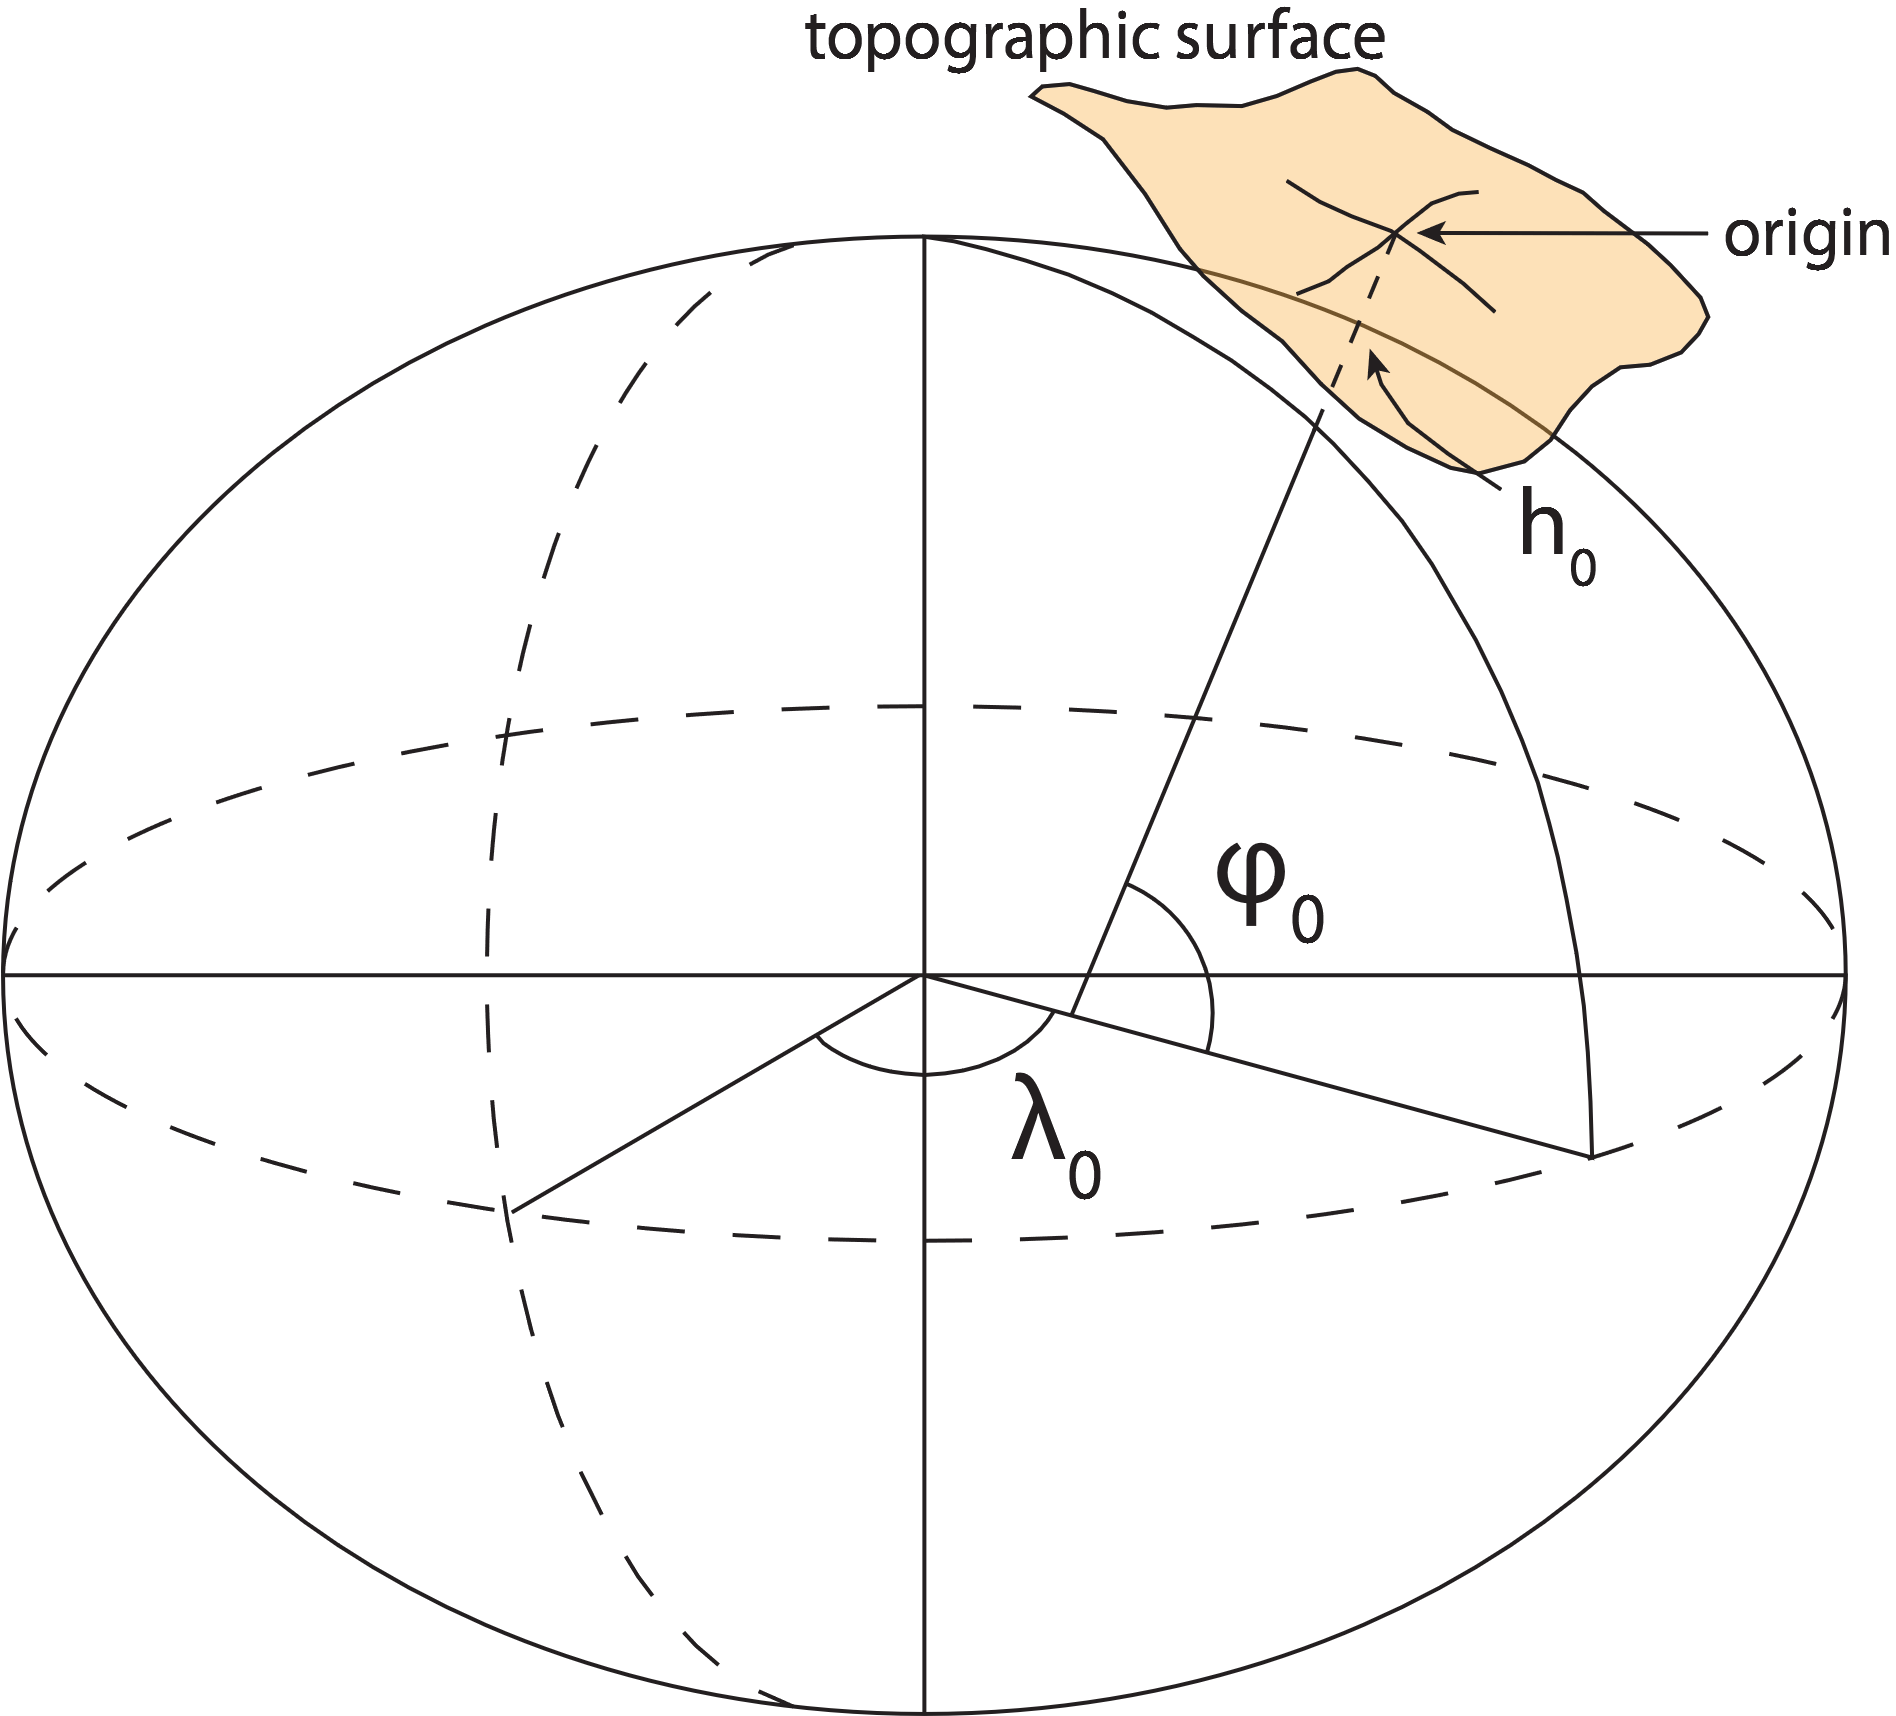 topographic surface
origin
h₀
φ₀
λ₀